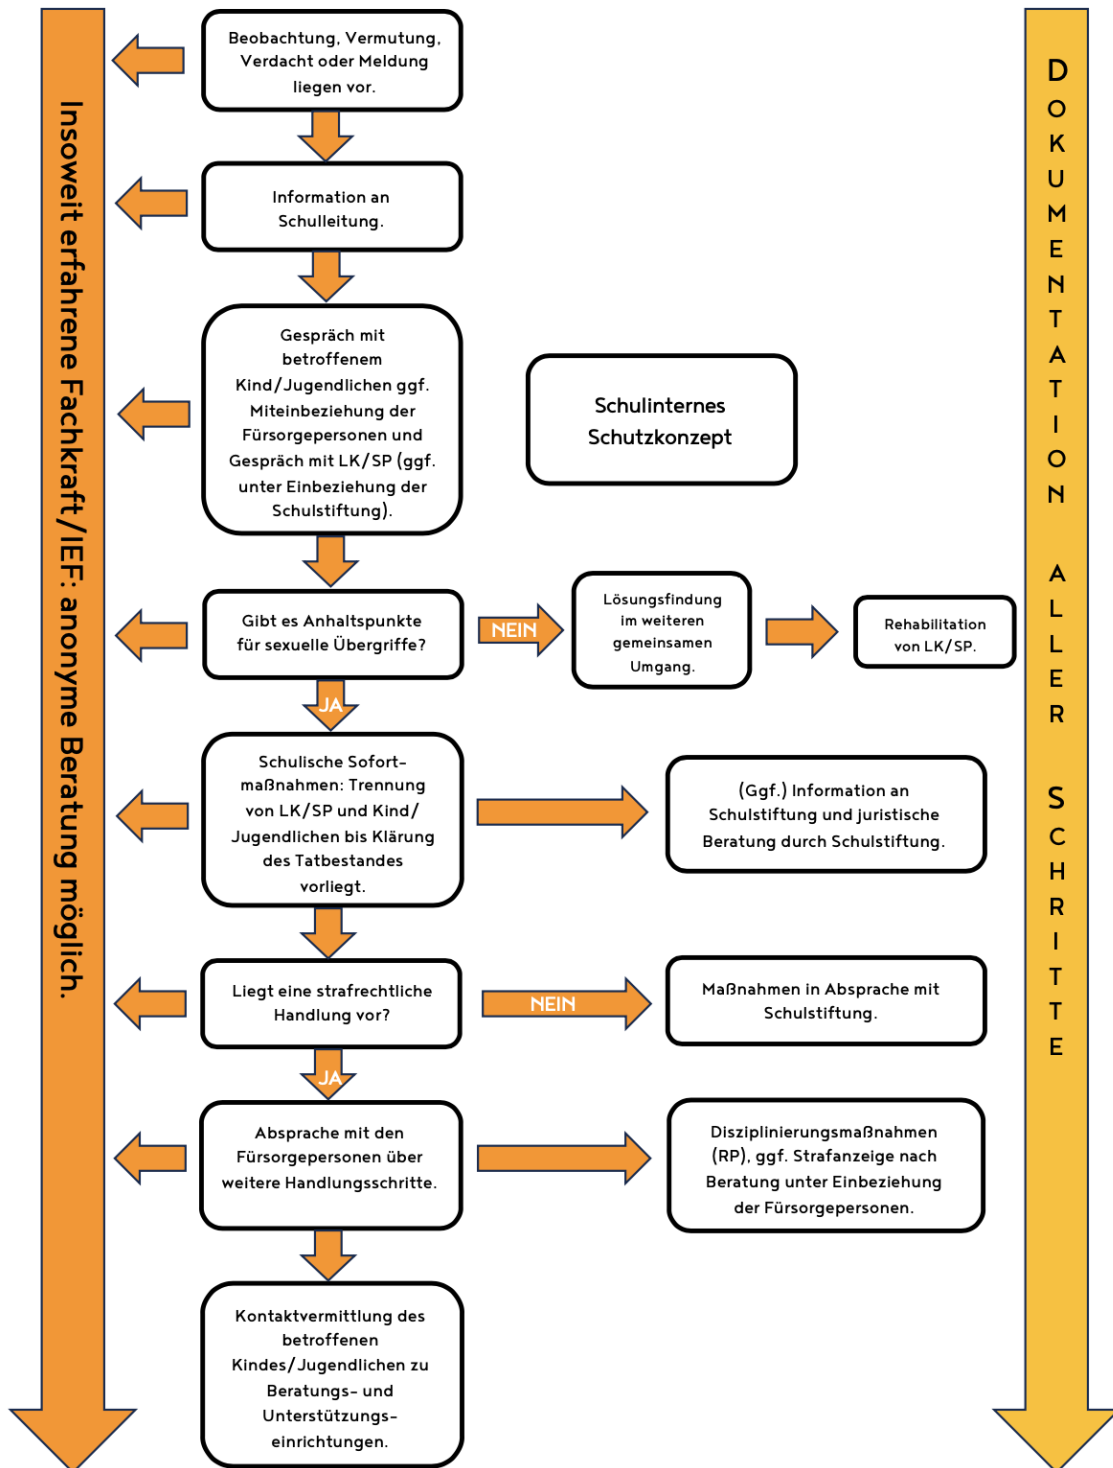 Insoweit erfahrene Fachkraft/IEF: anonyme Beratung möglich.
Beobachtung, Vermutung,
Verdacht oder Meldung
liegen vor.
Information an
Schulleitung.
Gespräch mit
betroffenem
Kind/Jugendlichen ggf.
Miteinbeziehung der
Fürsorgepersonen und
Gespräch mit LK/SP (ggf.
unter Einbeziehung der
Schulstiftung).
Schulinternes
Schutzkonzept
Gibt es Anhaltspunkte
für sexuelle Übergriffe?
NEIN
Lösungsfindung
im weiteren
gemeinsamen
Umgang.
Rehabilitation
von LK/SP.
JA
Schulische Sofort-
maßnahmen: Trennung
von LK/SP und Kind/
Jugendlichen bis Klärung
des Tatbestandes
vorliegt.
(Ggf.) Information an
Schulstiftung und juristische
Beratung durch Schulstiftung.
Liegt eine strafrechtliche
Handlung vor?
NEIN
Maßnahmen in Absprache mit
Schulstiftung.
JA
Absprache mit den
Fürsorgepersonen über
weitere Handlungsschritte.
Disziplinierungsmaßnahmen
(RP), ggf. Strafanzeige nach
Beratung unter Einbeziehung
der Fürsorgepersonen.
Kontaktvermittlung des
betroffenen
Kindes/Jugendlichen zu
Beratungs- und
Unterstützungs-
einrichtungen.
DOKUMENTATION ALLER SCHRITTE